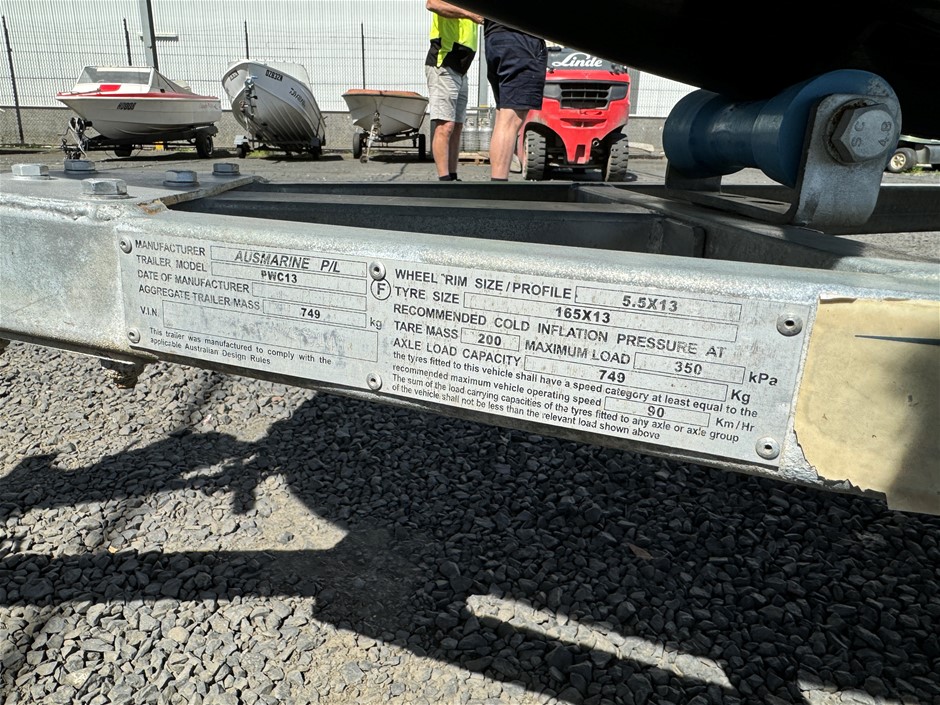 Linde
S C
4 8
MANUFACTURER AUSMARINE P/L
TRAILER MODEL PWC13
DATE OF MANUFACTURER
AGGREGATE TRAILER MASS 749 kg
V.I.N.
This trailer was manufactured to comply with the
applicable Australian Design Rules
F
WHEEL RIM SIZE/PROFILE 5.5X13
TYRE SIZE 165X13
RECOMMENDED COLD INFLATION PRESSURE AT
TARE MASS 200 MAXIMUM LOAD 350 kPa
AXLE LOAD CAPACITY 749 Kg
the tyres fitted to this vehicle shall have a speed category at least equal to the
recommended maximum vehicle operating speed 90 Km/Hr
The sum of the load carrying capacities of the tyres fitted to any axle or axle group
of the vehicle shall not be less than the relevant load shown above